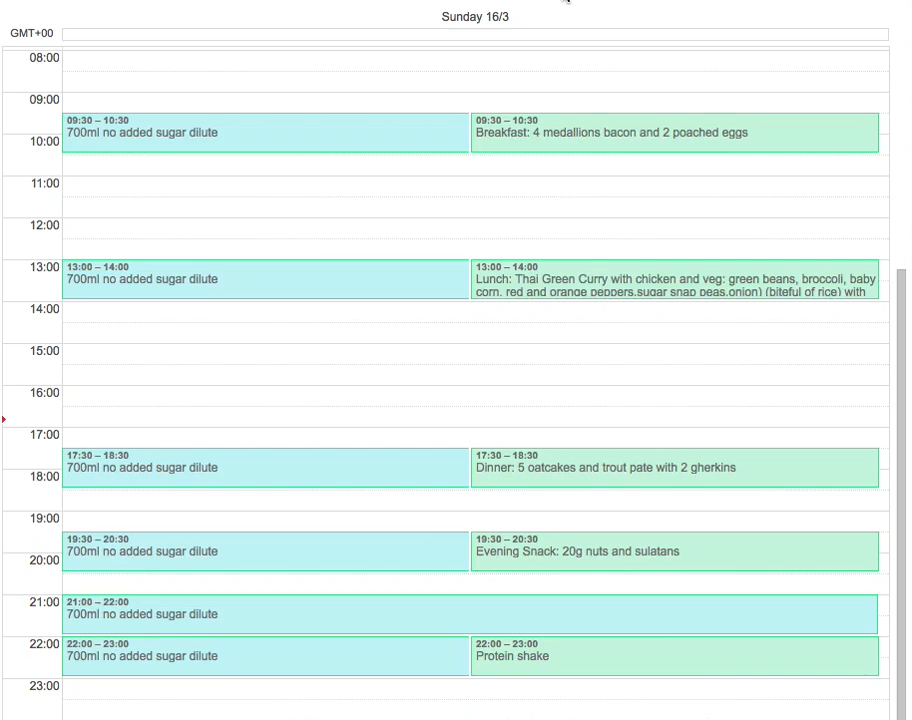 Sunday 16/3
GMT+00
08:00
09:00
09:30 – 10:30
700ml no added sugar dilute
09:30 – 10:30
Breakfast: 4 medallions bacon and 2 poached eggs
10:00
11:00
12:00
13:00
13:00 – 14:00
700ml no added sugar dilute
13:00 – 14:00
Lunch: Thai Green Curry with chicken and veg: green beans, broccoli, baby
corn, red and orange peppers,sugar snap peas,onion) (biteful of rice) with
14:00
15:00
16:00
17:00
17:30 – 18:30
700ml no added sugar dilute
17:30 – 18:30
Dinner: 5 oatcakes and trout pate with 2 gherkins
18:00
19:00
19:30 – 20:30
700ml no added sugar dilute
19:30 – 20:30
Evening Snack: 20g nuts and sulatans
20:00
21:00
21:00 – 22:00
700ml no added sugar dilute
22:00
22:00 – 23:00
700ml no added sugar dilute
22:00 – 23:00
Protein shake
23:00